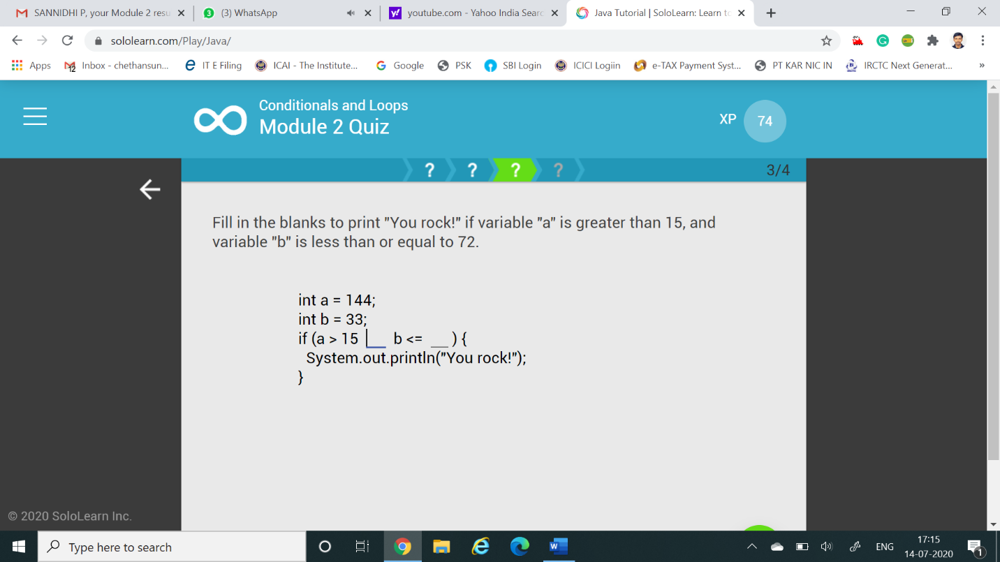 SANNIDHI P, your Module 2 resu
3 (3) WhatsApp
y! youtube.com - Yahoo India Searc
Java Tutorial | SoloLearn: Learn to
sololearn.com/Play/Java/
Apps
12 Inbox - chethansun...
IT E Filing
ICAI - The Institute...
Google
PSK
SBI Login
ICICI Logiin
e-TAX Payment Syst...
PT KAR NIC IN
IRCTC Next Generat...
»
Conditionals and Loops
Module 2 Quiz
XP 74
? ? ? ?
3/4
Fill in the blanks to print "You rock!" if variable "a" is greater than 15, and
variable "b" is less than or equal to 72.
int a = 144;
int b = 33;
if (a > 15 __ b <= __ ) {
System.out.println("You rock!");
}
© 2020 SoloLearn Inc.
Type here to search
ENG
17:15
14-07-2020
1